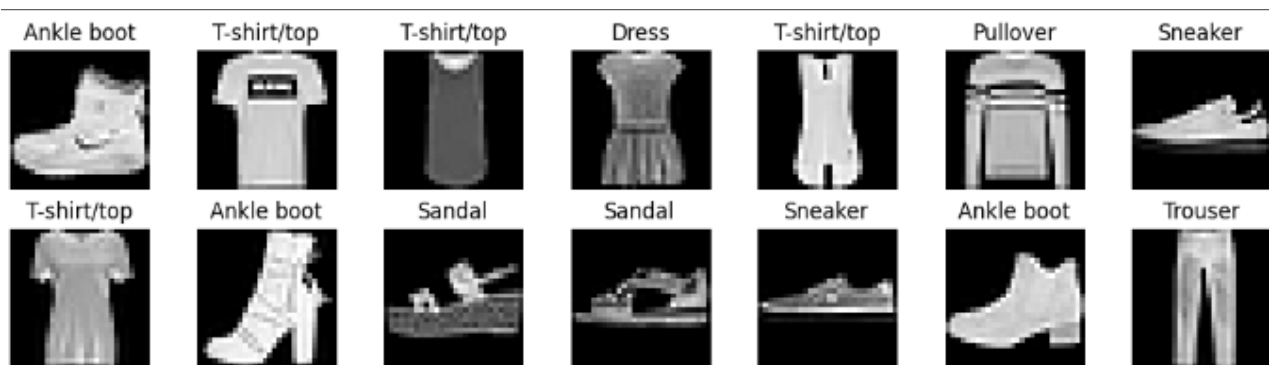 Ankle boot T-shirt/top T-shirt/top Dress T-shirt/top Pullover Sneaker
T-shirt/top Ankle boot Sandal Sandal Sneaker Ankle boot Trouser